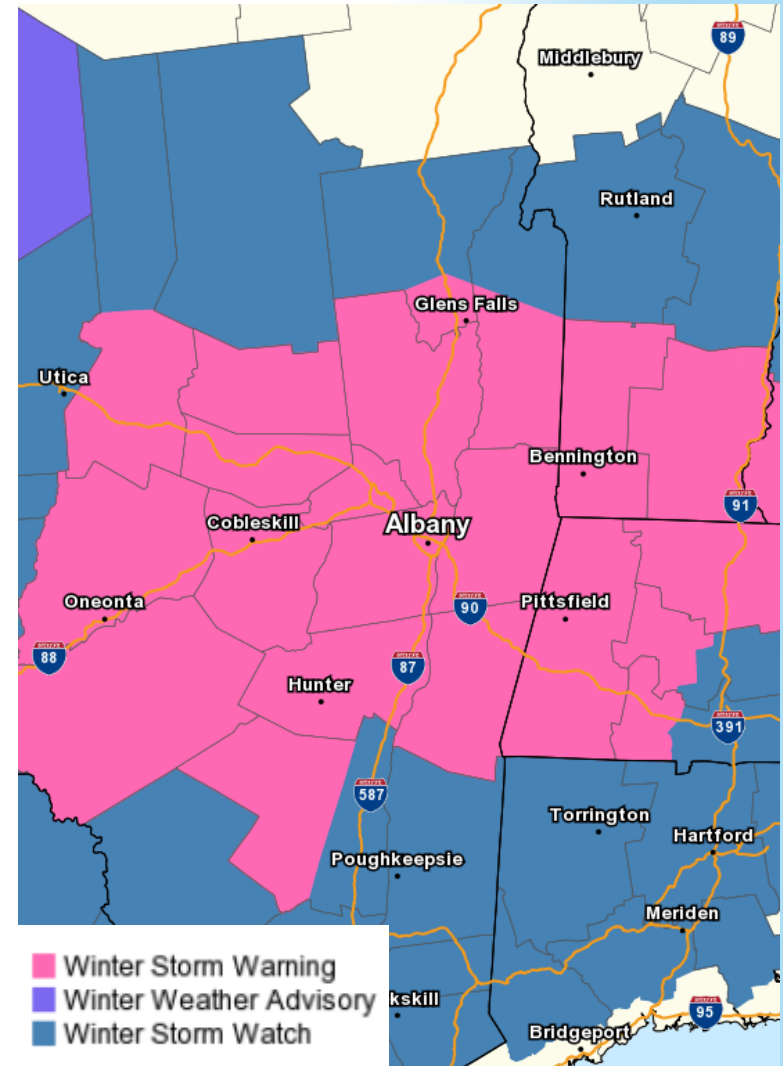 89
Middlebury
Rutland
Glens Falls
Utica
Bennington
91
Cobleskill
Albany
Oneonta
90
Pittsfield
88
87
Hunter
391
587
Torrington
Hartford
Poughkeepsie
Meriden
Winter Storm Warning
Winter Weather Advisory
Winter Storm Watch
kskill
95
Bridgeport